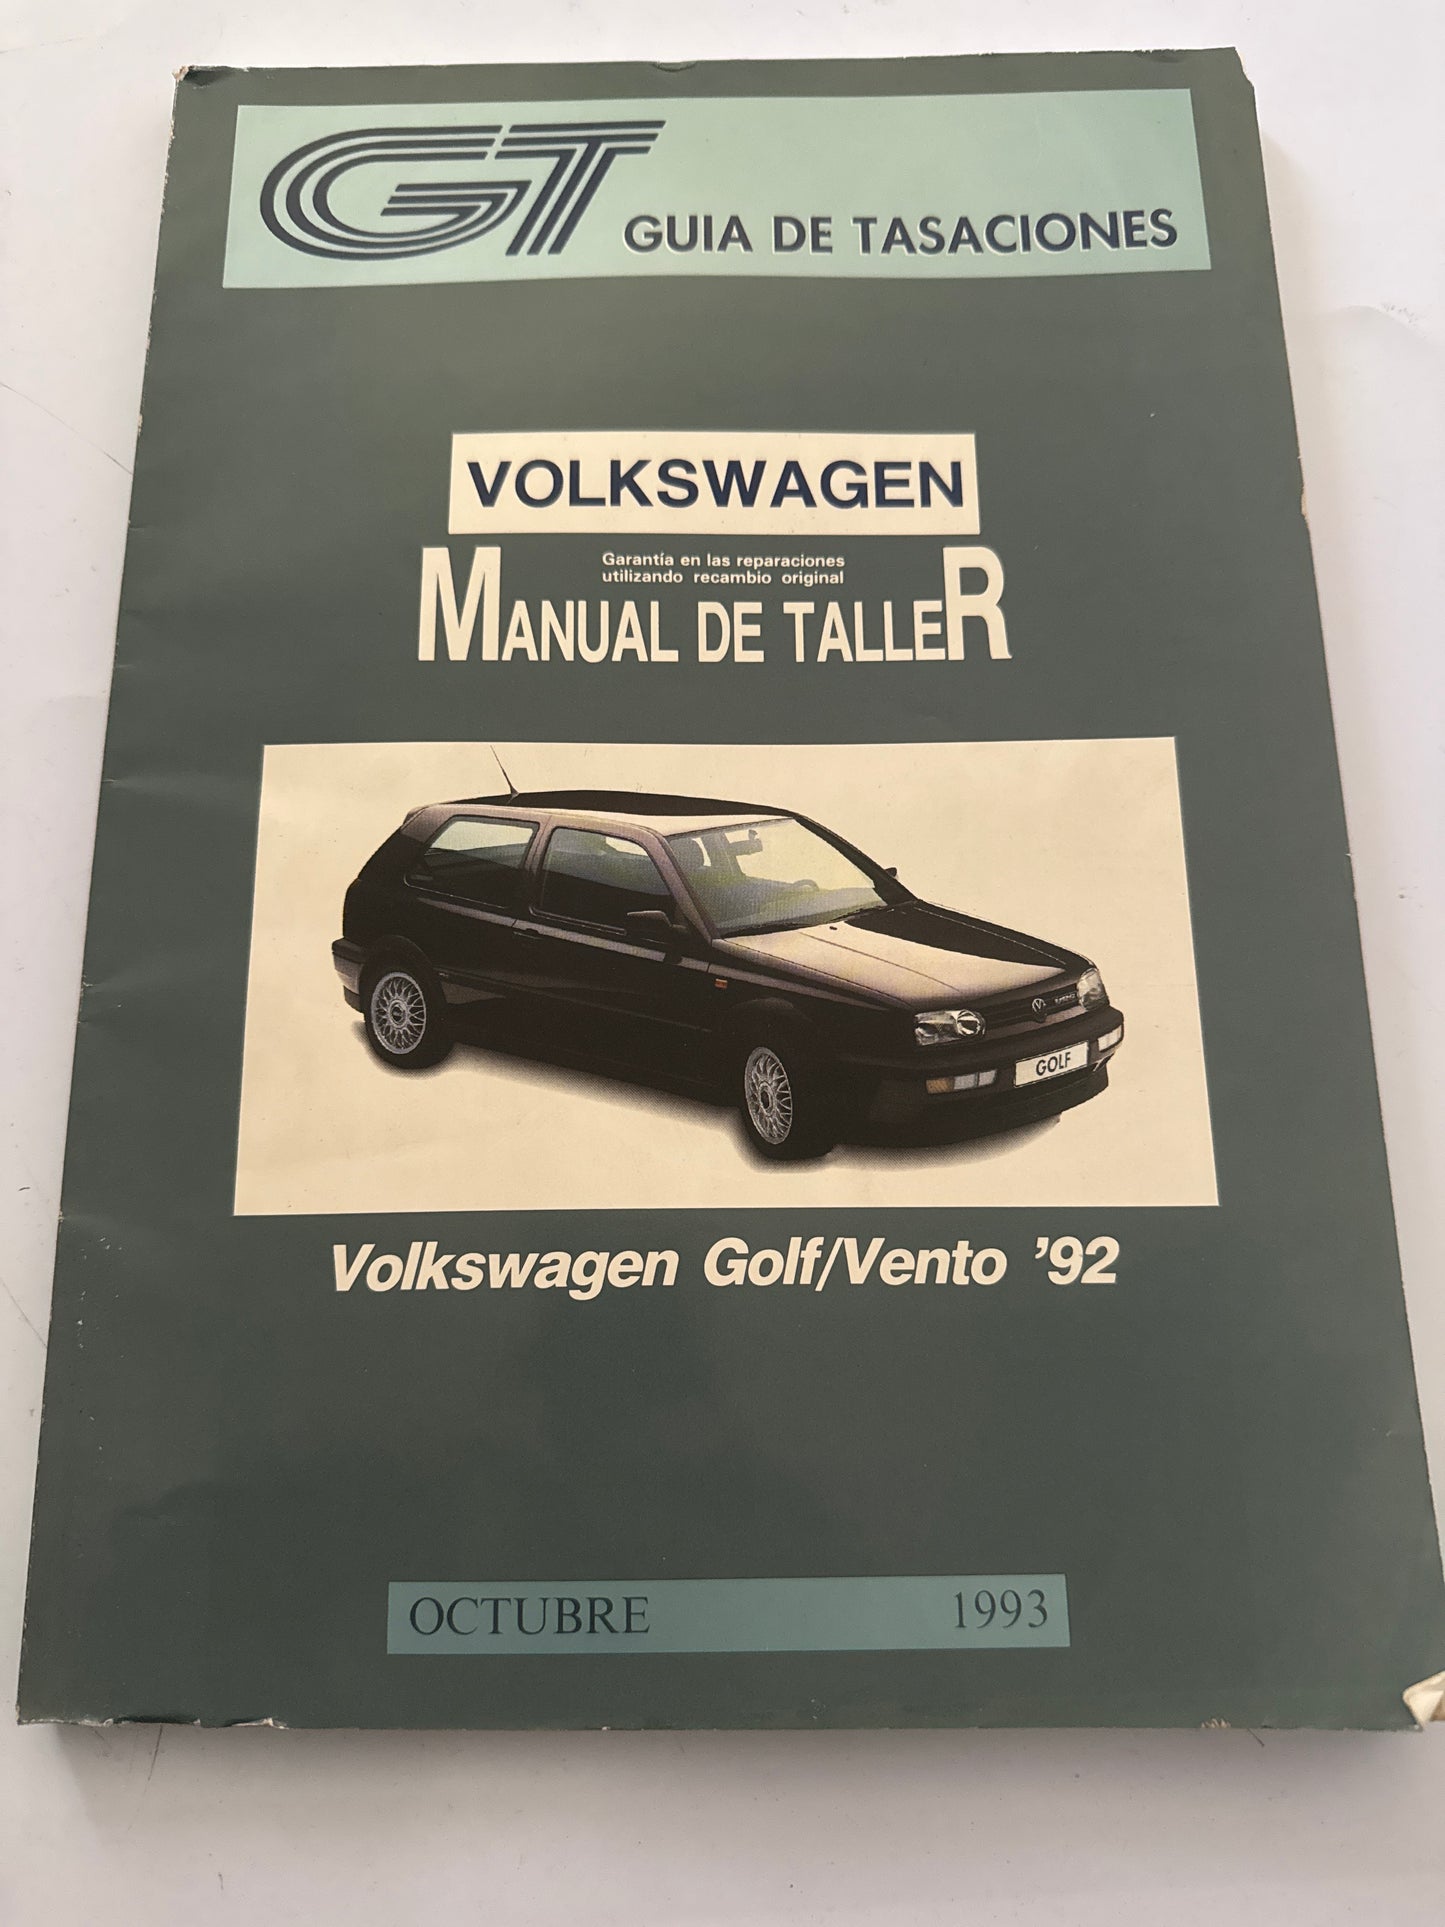 GT GUIA DE TASACIONES
VOLKSWAGEN
Garantía en las reparaciones
utilizando recambio original
MANUAL DE TALLER
GOLF
Volkswagen Golf/Vento '92
OCTUBRE 1993